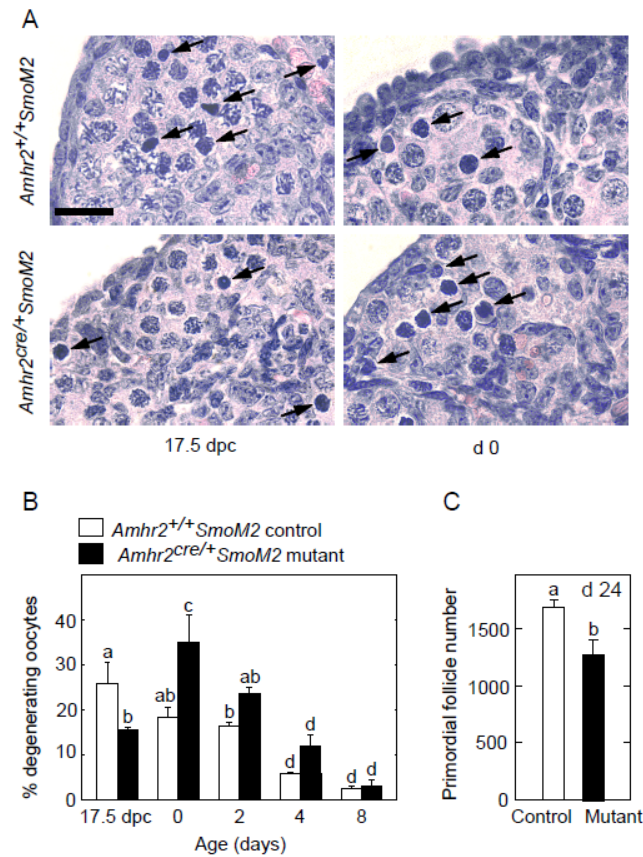 A
Amhr2+/+SmoM2
Amhr2cre/+SmoM2
17.5 dpc
d 0
B
Amhr2+/+SmoM2 control
Amhr2cre/+SmoM2 mutant
% degenerating oocytes
40
30
20
10
0
a
b
ab
c
b
ab
d
d
d
d
17.5 dpc 0 2 4 8
Age (days)
C
Primordial follicle number
1500
1000
500
0
a
d 24
b
Control Mutant